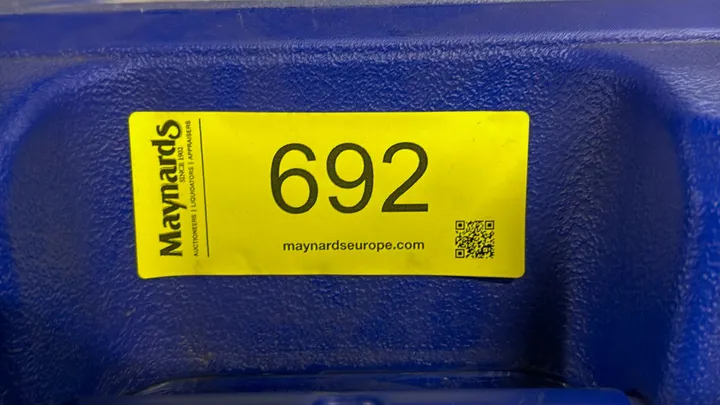 Maynards
SINCE 1902
AUCTIONEERS | LIQUIDATORS | APPRAISERS
692
maynardseurope.com